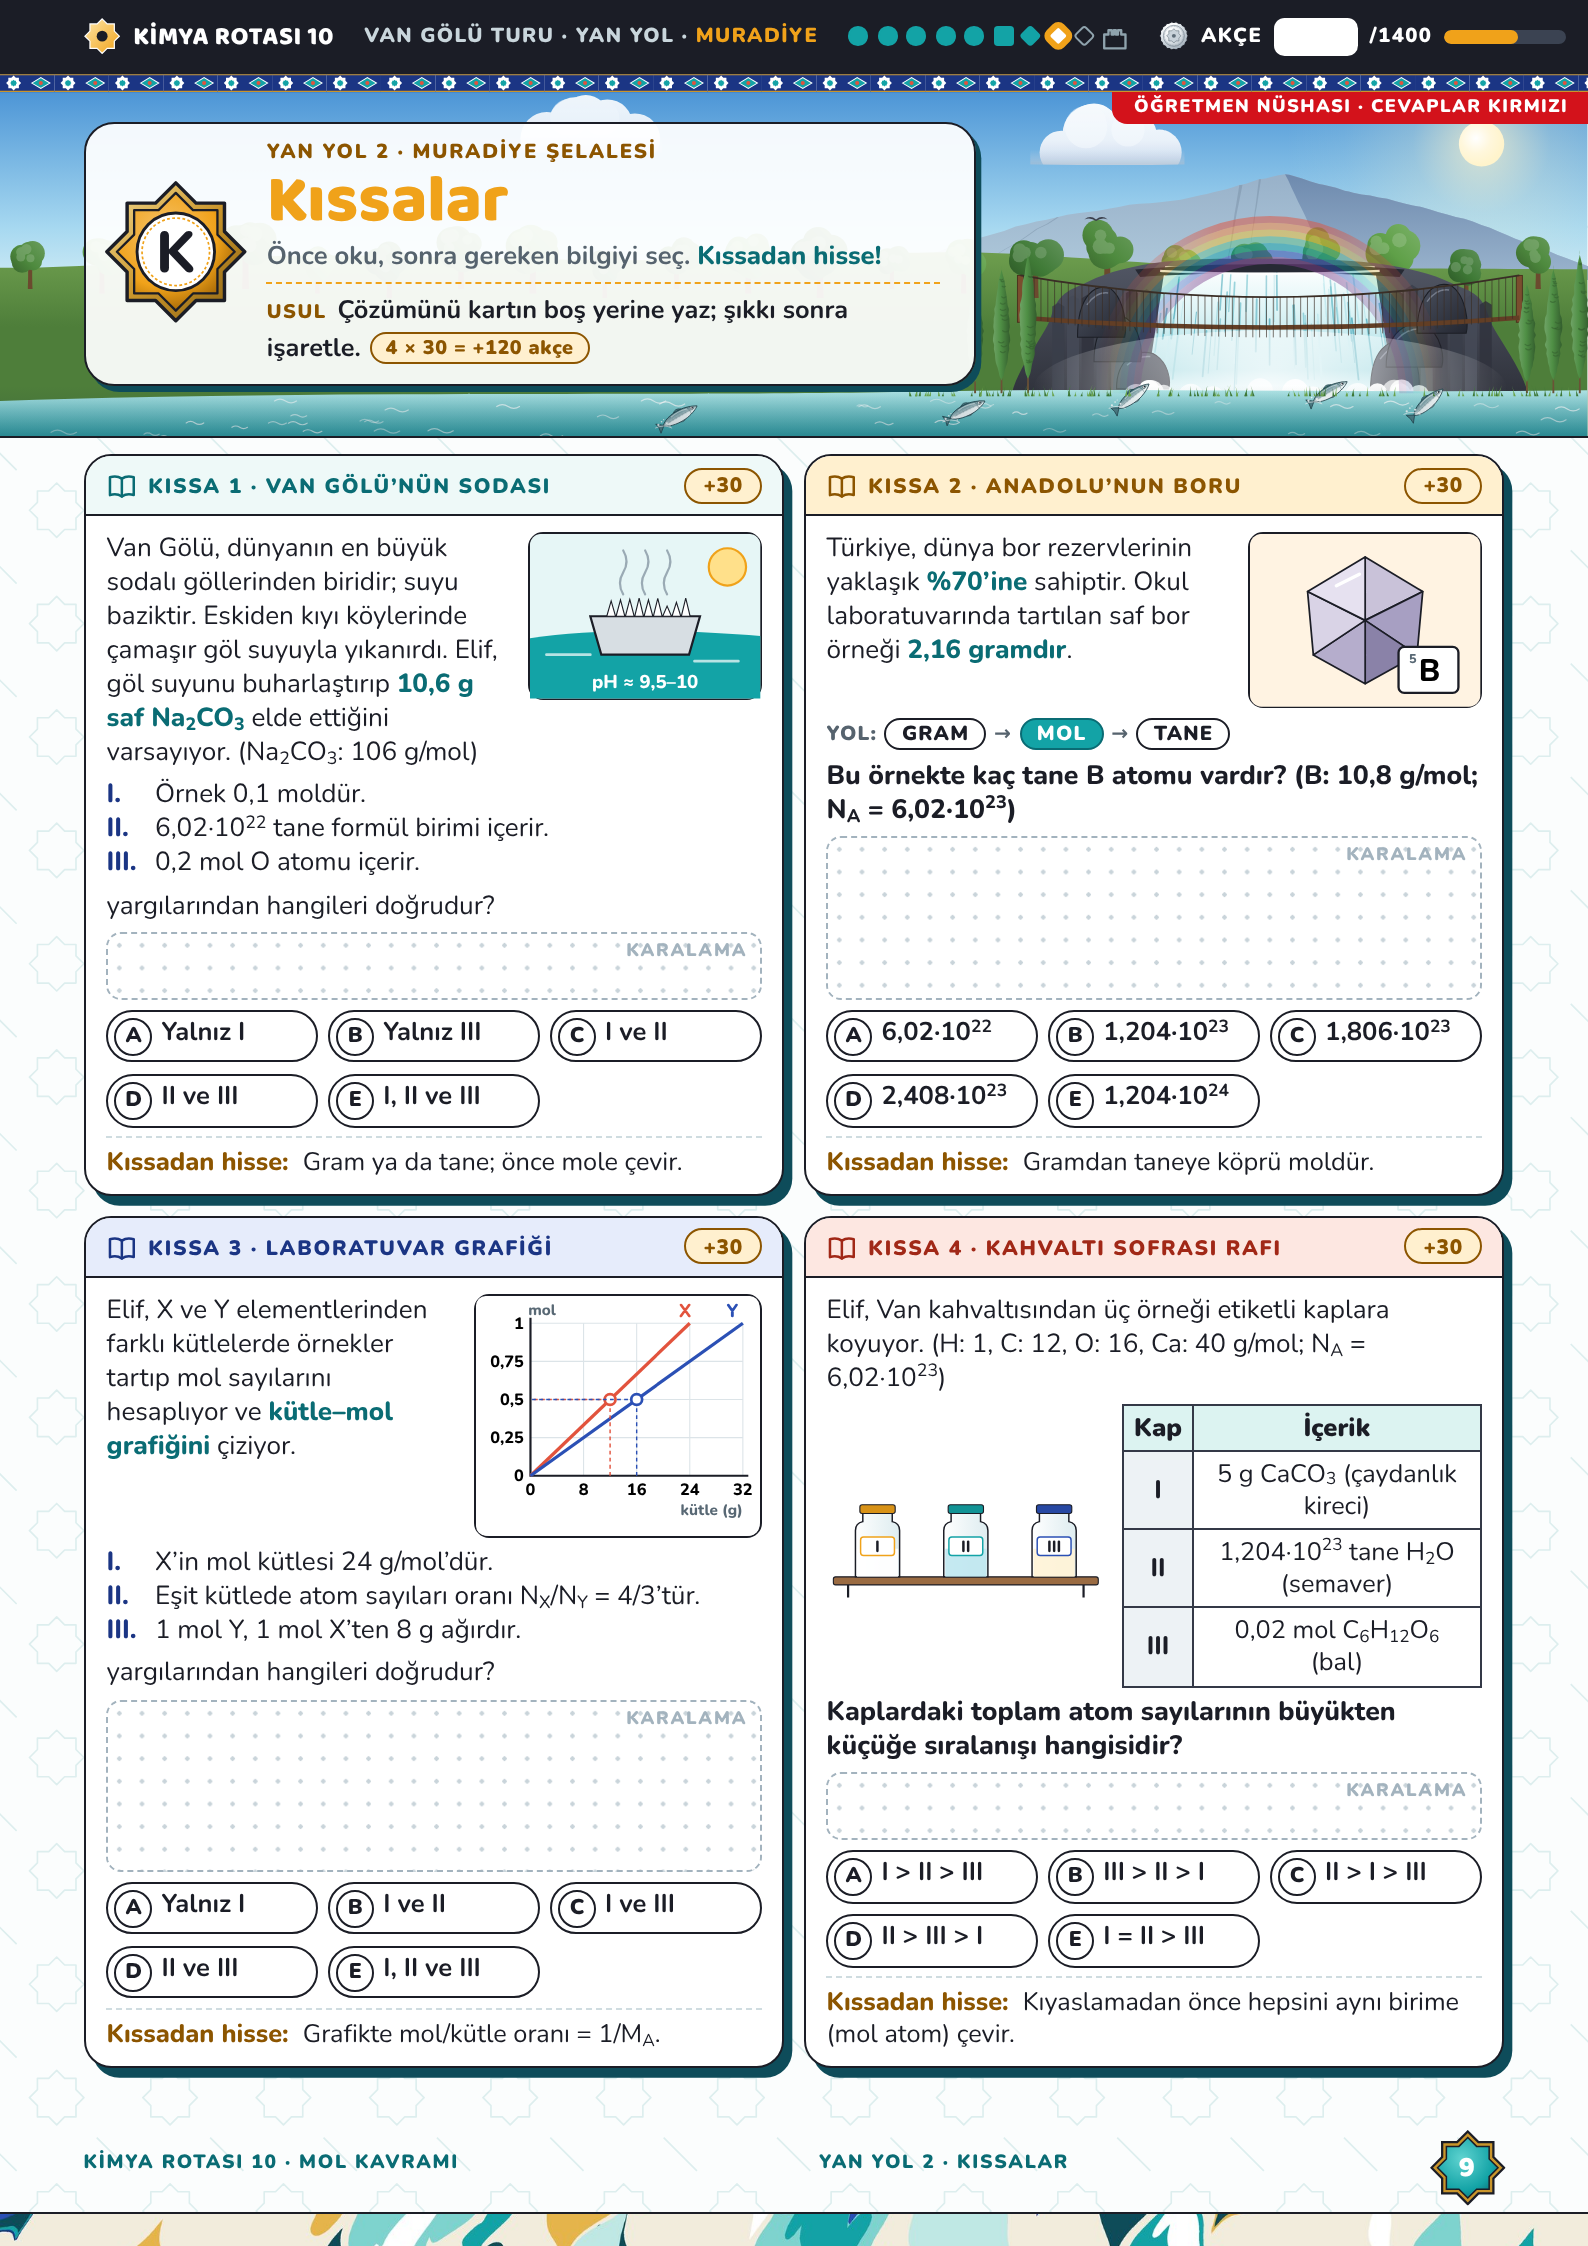 KİMYA ROTASI 10
VAN GÖLÜ TURU · YAN YOL · MURADİYE
AKÇE /1400
ÖĞRETMEN NÜSHASI · CEVAPLAR KIRMIZI
YAN YOL 2 · MURADİYE ŞELALESİ
K
Kıssalar
Önce oku, sonra gereken bilgiyi seç. Kıssadan hisse!
USUL Çözümünü kartın boş yerine yaz; şıkkı sonra
işaretle. 4 × 30 = +120 akçe
KISSA 1 · VAN GÖLÜ’NÜN SODASI +30
Van Gölü, dünyanın en büyük
sodalı göllerinden biridir; suyu
baziktir. Eskiden kıyı köylerinde
çamaşır göl suyuyla yıkanırdı. Elif,
göl suyunu buharlaştırıp 10,6 g
saf Na₂CO₃ elde ettiğini
varsayıyor. (Na₂CO₃: 106 g/mol)
pH ≈ 9,5–10
I. Örnek 0,1 moldür.
II. 6,02·10²² tane formül birimi içerir.
III. 0,2 mol O atomu içerir.
yargılarından hangileri doğrudur?
KARALAMA
A Yalnız I
B Yalnız III
C I ve II
D II ve III
E I, II ve III
Kıssadan hisse: Gram ya da tane; önce mole çevir.
KISSA 2 · ANADOLU’NUN BORU +30
Türkiye, dünya bor rezervlerinin
yaklaşık %70’ine sahiptir. Okul
laboratuvarında tartılan saf bor
örneği 2,16 gramdır.
5 B
YOL: GRAM → MOL → TANE
Bu örnekte kaç tane B atomu vardır? (B: 10,8 g/mol;
N_A = 6,02·10²³)
KARALAMA
A 6,02·10²²
B 1,204·10²³
C 1,806·10²³
D 2,408·10²³
E 1,204·10²⁴
Kıssadan hisse: Gramdan taneye köprü moldür.
KISSA 3 · LABORATUVAR GRAFİĞİ +30
Elif, X ve Y elementlerinden
farklı kütlelerde örnekler
tartıp mol sayılarını
hesaplıyor ve kütle–mol
grafiğini çiziyor.
mol X Y
1
0,75
0,5
0,25
0
0 8 16 24 32
kütle (g)
I. X’in mol kütlesi 24 g/mol’dür.
II. Eşit kütlede atom sayıları oranı N_X/N_Y = 4/3’tür.
III. 1 mol Y, 1 mol X’ten 8 g ağırdır.
yargılarından hangileri doğrudur?
KARALAMA
A Yalnız I
B I ve II
C I ve III
D II ve III
E I, II ve III
Kıssadan hisse: Grafikte mol/kütle oranı = 1/M_A.
KISSA 4 · KAHVALTI SOFRASI RAFI +30
Elif, Van kahvaltısından üç örneği etiketli kaplara
koyuyor. (H: 1, C: 12, O: 16, Ca: 40 g/mol; N_A =
6,02·10²³)
I II III
Kap İçerik
I 5 g CaCO₃ (çaydanlık
kireci)
II 1,204·10²³ tane H₂O
(semaver)
III 0,02 mol C₆H₁₂O₆
(bal)
Kaplardaki toplam atom sayılarının büyükten
küçüğe sıralanışı hangisidir?
KARALAMA
A I > II > III
B III > II > I
C II > I > III
D II > III > I
E I = II > III
Kıssadan hisse: Kıyaslamadan önce hepsini aynı birime
(mol atom) çevir.
KİMYA ROTASI 10 · MOL KAVRAMI
YAN YOL 2 · KISSALAR
9